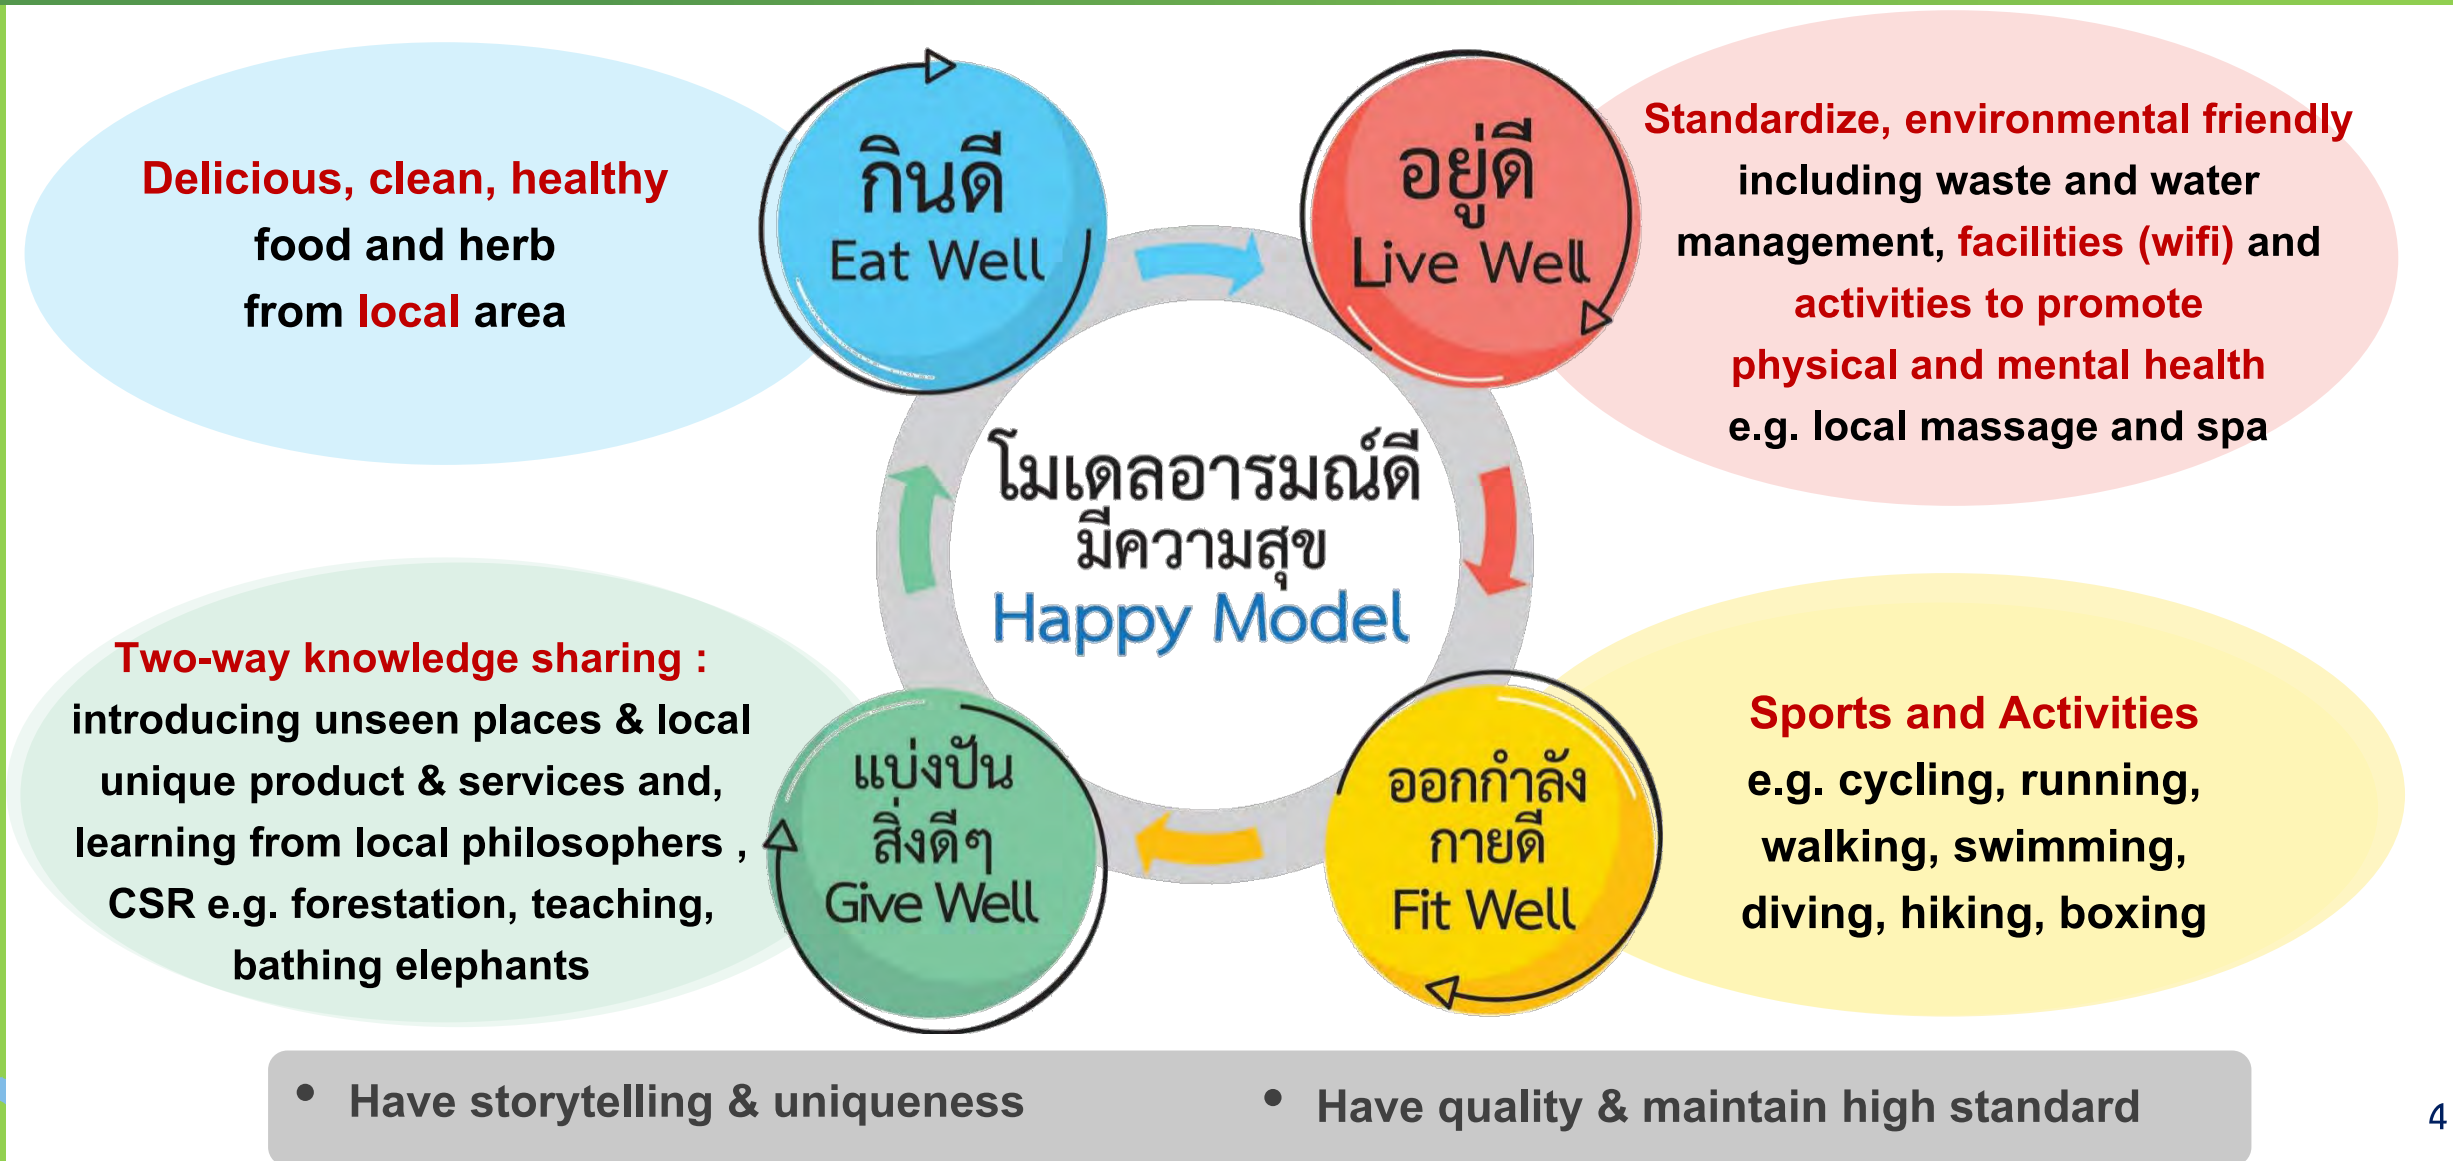 Delicious, clean, healthy
food and herb
from local area
กินดี
Eat Well
อยู่ดี
Live Well
Standardize, environmental friendly
including waste and water
management, facilities (wifi) and
activities to promote
physical and mental health
e.g. local massage and spa
โมเดลอารมณ์ดี
มีความสุข
Happy Model
Two-way knowledge sharing :
introducing unseen places & local
unique product & services and,
learning from local philosophers ,
CSR e.g. forestation, teaching,
bathing elephants
แบ่งปัน
สิ่งดีๆ
Give Well
ออกกำลัง
กายดี
Fit Well
Sports and Activities
e.g. cycling, running,
walking, swimming,
diving, hiking, boxing
• Have storytelling & uniqueness
• Have quality & maintain high standard
4